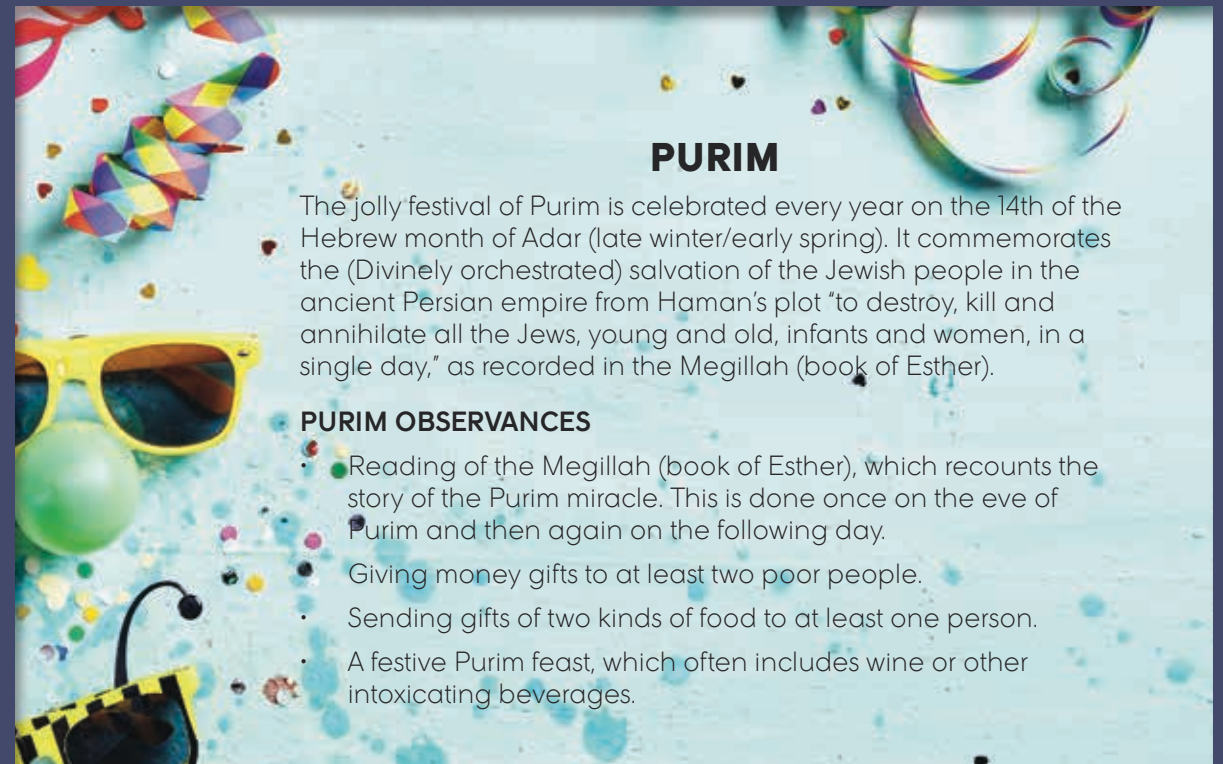 PURIM
The jolly festival of Purim is celebrated every year on the 14th of the
Hebrew month of Adar (late winter/early spring). It commemorates
the (Divinely orchestrated) salvation of the Jewish people in the
ancient Persian empire from Haman's plot “to destroy, kill and
annihilate all the Jews, young and old, infants and women, in a
single day,” as recorded in the Megillah (book of Esther).
PURIM OBSERVANCES
• Reading of the Megillah (book of Esther), which recounts the
story of the Purim miracle. This is done once on the eve of
Purim and then again on the following day.
Giving money gifts to at least two poor people.
• Sending gifts of two kinds of food to at least one person.
• A festive Purim feast, which often includes wine or other
intoxicating beverages.